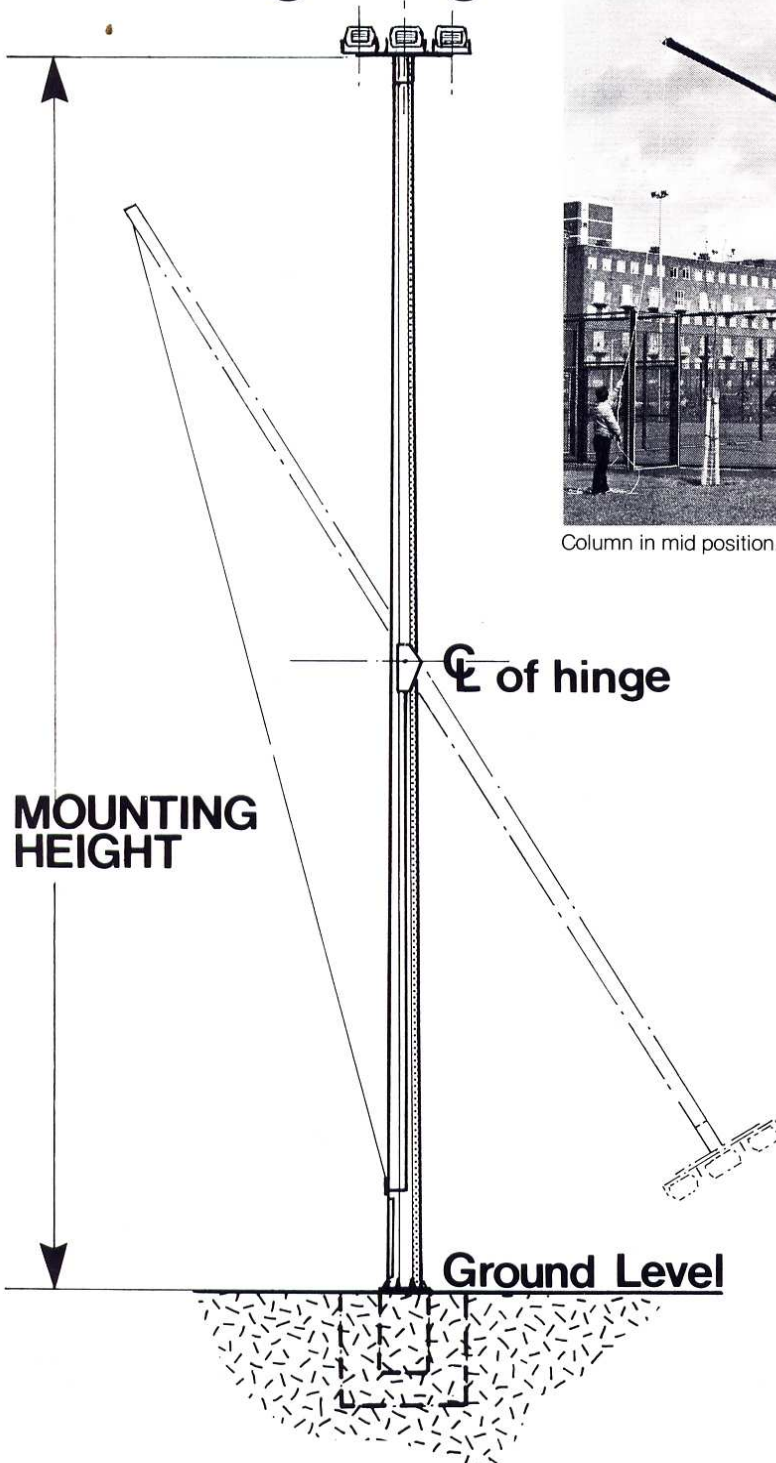 Column in mid position
℄ of hinge
MOUNTING
HEIGHT
Ground Level